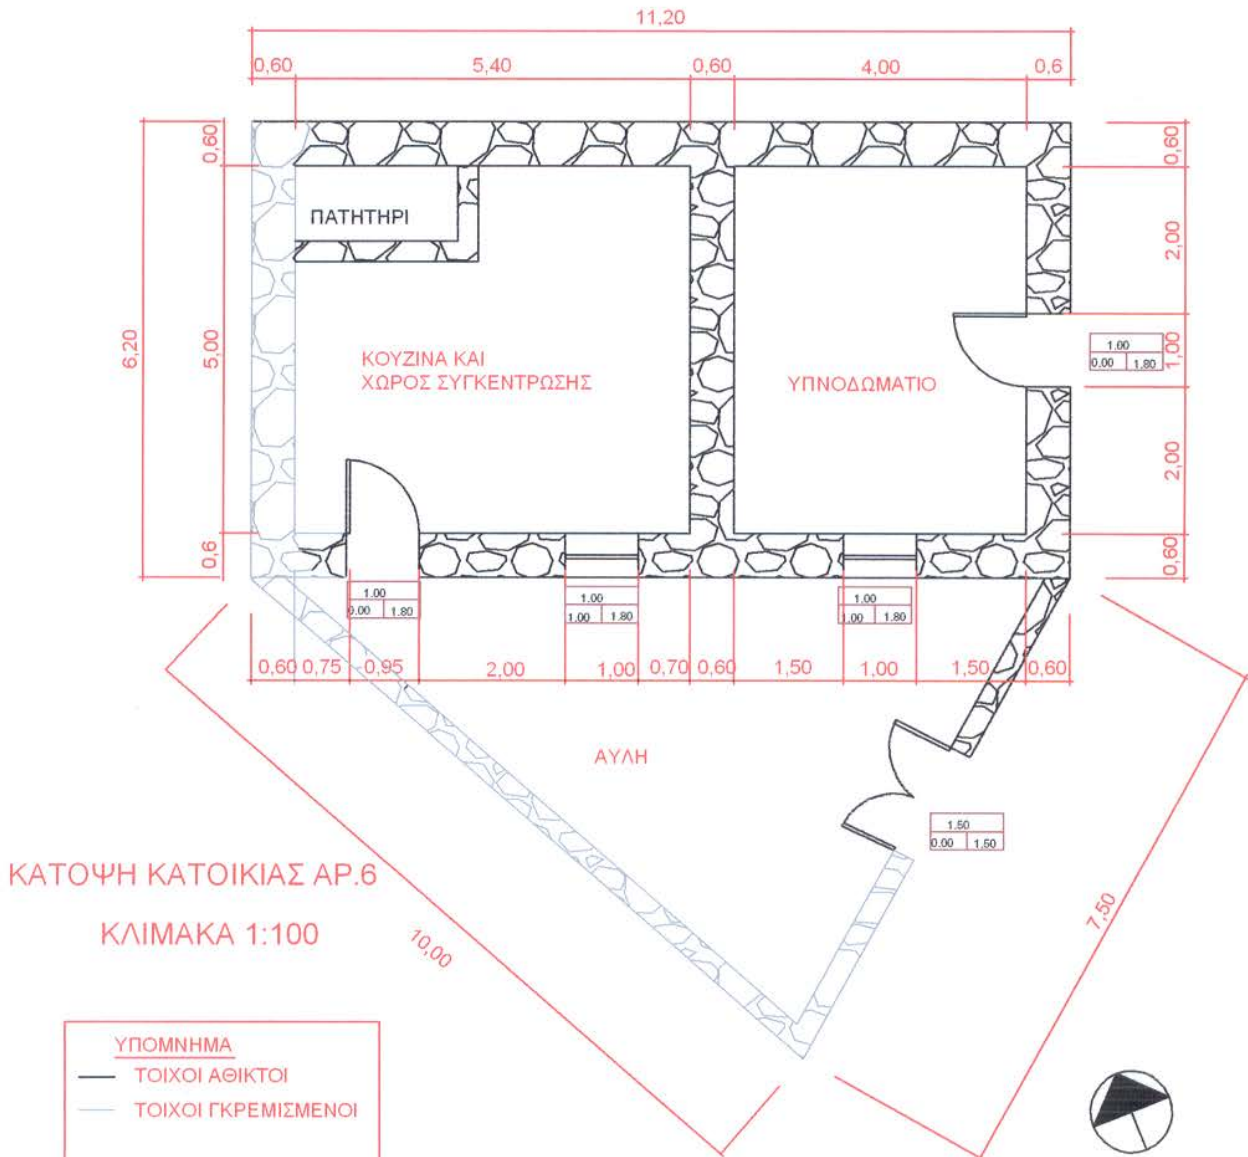 11,20
0,60 5,40 0,60 4,00 0,6
0,60
5,00
0,6
6,20
0,60
2,00
1,00
2,00
0,60
ΠΑΤΗΤΗΡΙ
ΚΟΥΖΙΝΑ ΚΑΙ
ΧΩΡΟΣ ΣΥΓΚΕΝΤΡΩΣΗΣ
ΥΠΝΟΔΩΜΑΤΙΟ
1.00
0.00 1.80
1.00
0.00 1.80
1.00
1.00 1.80
1.00
1.00 1.80
0,60 0,75 0,95 2,00 1,00 0,70 0,60 1,50 1,00 1,50 0,60
ΑΥΛΗ
1.50
0.00 1,50
10,00
7,50
ΚΑΤΟΨΗ ΚΑΤΟΙΚΙΑΣ ΑΡ.6
ΚΛΙΜΑΚΑ 1:100
ΥΠΟΜΝΗΜΑ
ΤΟΙΧΟΙ ΑΘΙΚΤΟΙ
ΤΟΙΧΟΙ ΓΚΡΕΜΙΣΜΕΝΟΙ